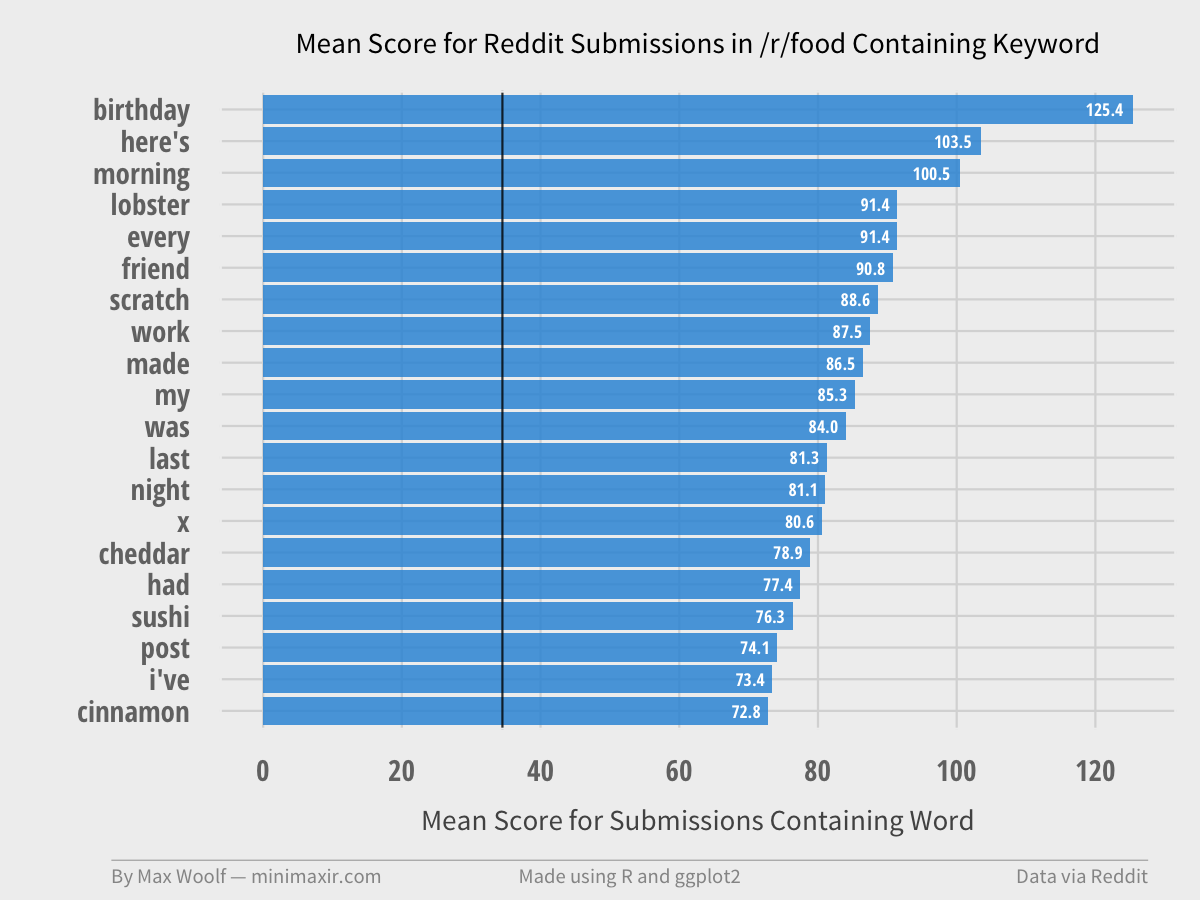 Mean Score for Reddit Submissions in /r/food Containing Keyword
birthday 125.4
here's 103.5
morning 100.5
lobster 91.4
every 91.4
friend 90.8
scratch 88.6
work 87.5
made 86.5
my 85.3
was 84.0
last 81.3
night 81.1
x 80.6
cheddar 78.9
had 77.4
sushi 76.3
post 74.1
i've 73.4
cinnamon 72.8
0 20 40 60 80 100 120
Mean Score for Submissions Containing Word
By Max Woolf — minimaxir.com Made using R and ggplot2 Data via Reddit